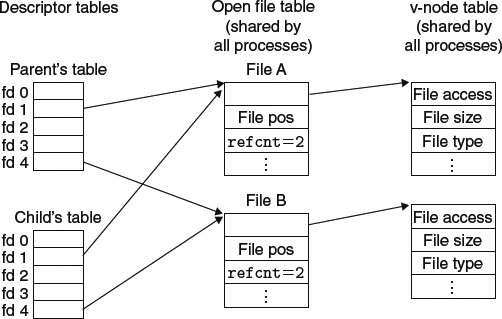 Descriptor tables
Open file table
(shared by
all processes)
v-node table
(shared by
all processes)
Parent's table
fd 0
fd 1
fd 2
fd 3
fd 4
File A
File pos
refcnt=2
⋮
File access
File size
File type
⋮
Child's table
fd 0
fd 1
fd 2
fd 3
fd 4
File B
File pos
refcnt=2
⋮
File access
File size
File type
⋮